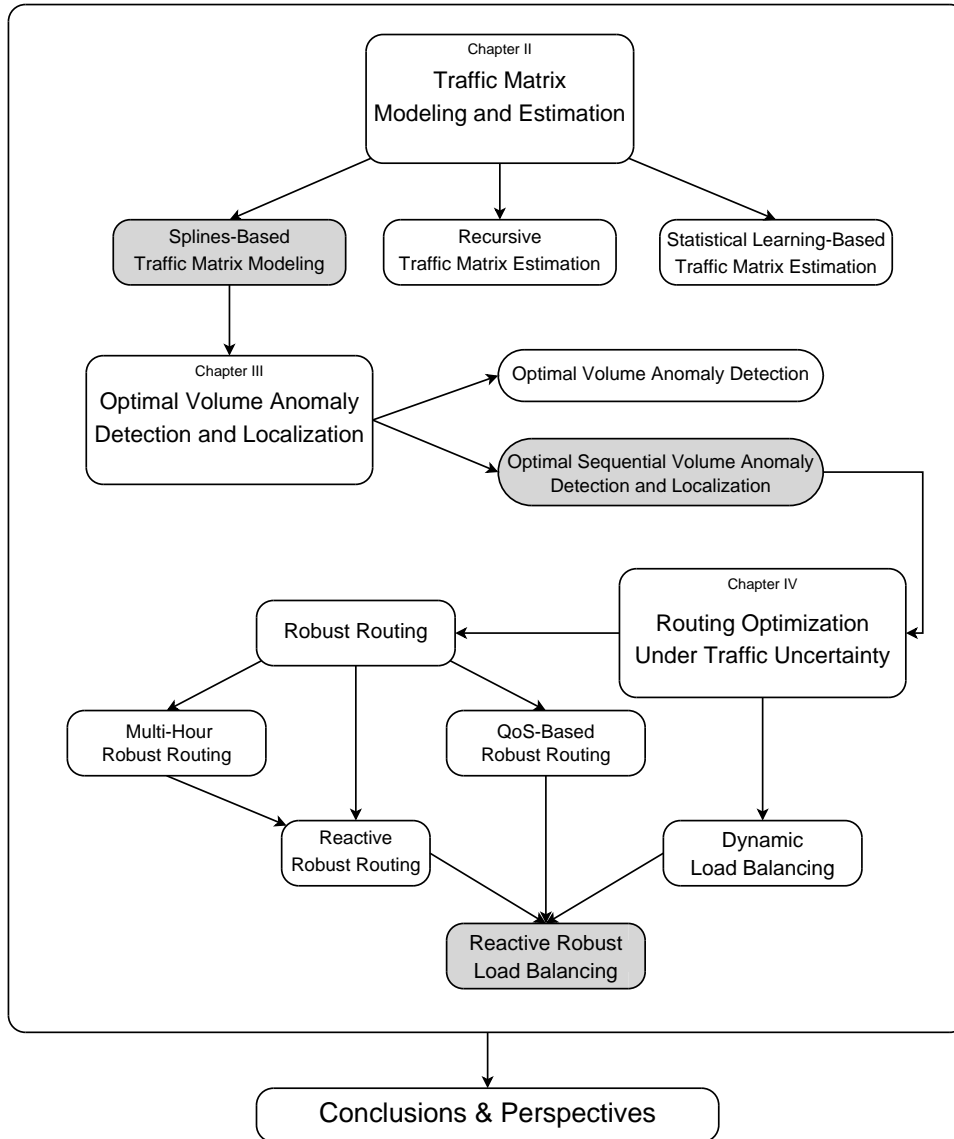 Chapter II
Traffic Matrix
Modeling and Estimation
Splines-Based
Traffic Matrix Modeling
Recursive
Traffic Matrix Estimation
Statistical Learning-Based
Traffic Matrix Estimation
Chapter III
Optimal Volume Anomaly
Detection and Localization
Optimal Volume Anomaly Detection
Optimal Sequential Volume Anomaly
Detection and Localization
Chapter IV
Routing Optimization
Under Traffic Uncertainty
Robust Routing
Multi-Hour
Robust Routing
QoS-Based
Robust Routing
Reactive
Robust Routing
Dynamic
Load Balancing
Reactive Robust
Load Balancing
Conclusions & Perspectives